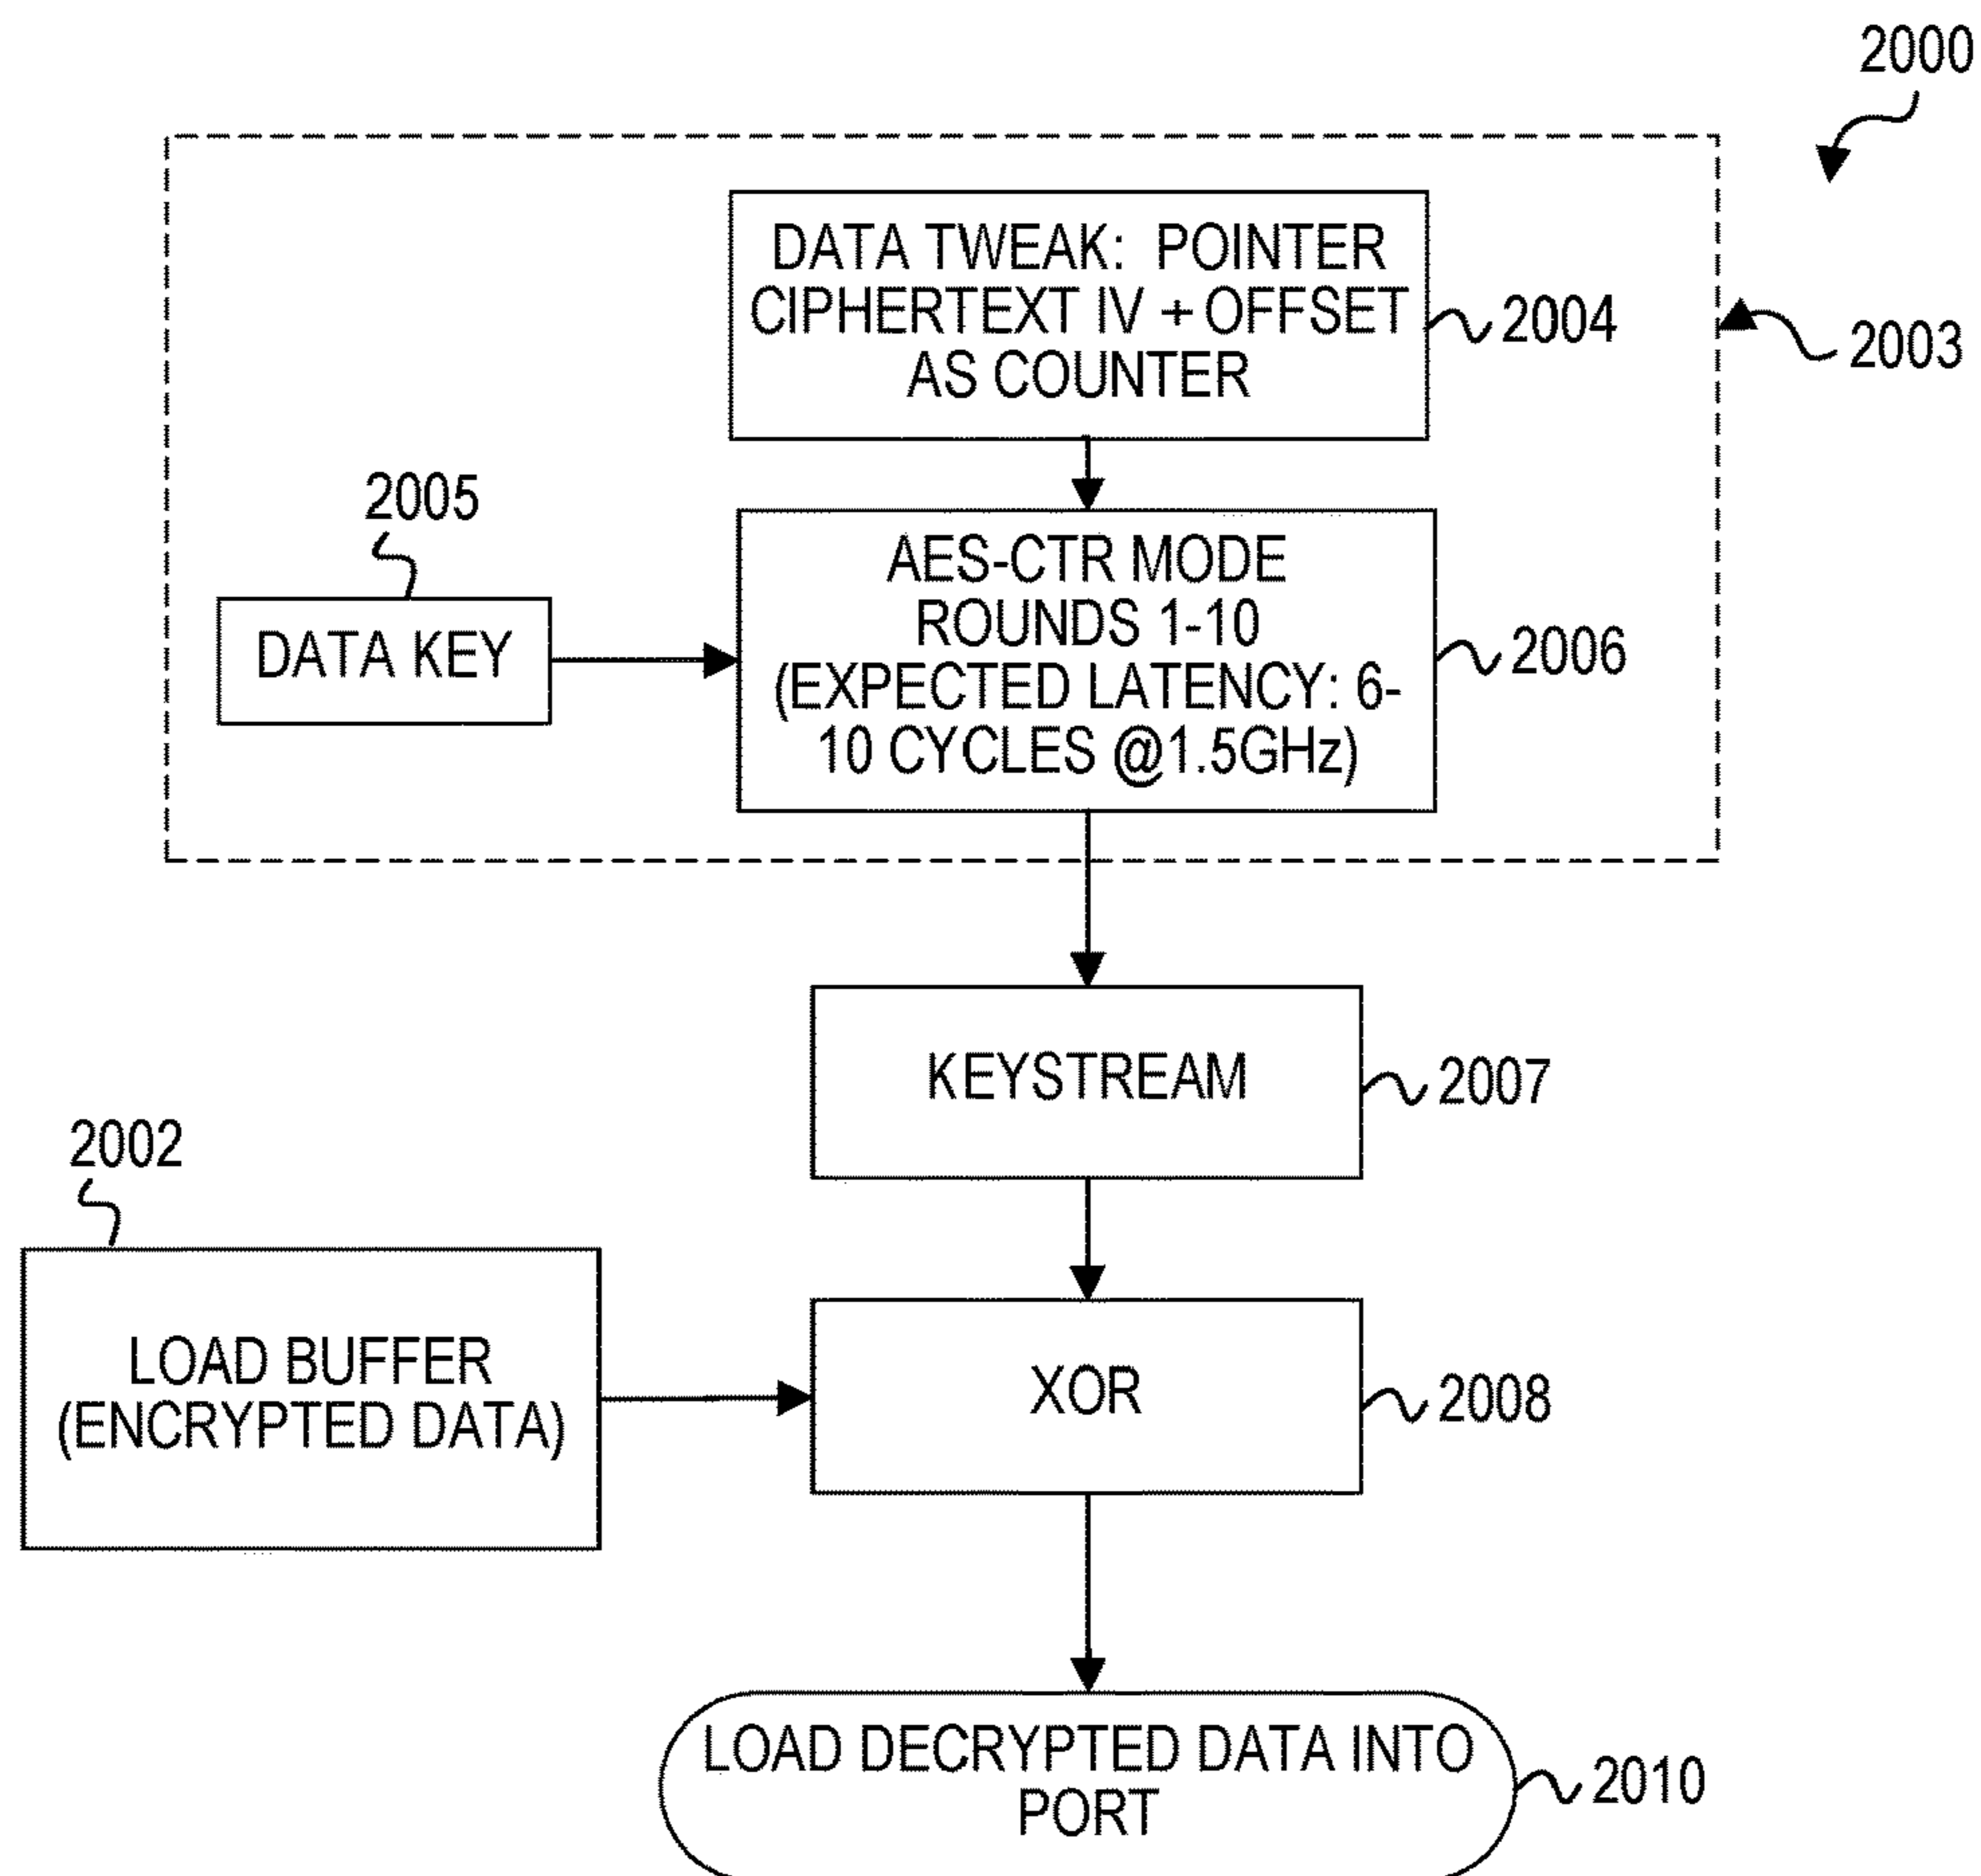 2000
DATA TWEAK: POINTER
CIPHERTEXT IV + OFFSET
AS COUNTER
2004
2003
2005
DATA KEY
AES-CTR MODE
ROUNDS 1-10
(EXPECTED LATENCY: 6-
10 CYCLES @1.5GHz)
2006
KEYSTREAM
2007
2002
LOAD BUFFER
(ENCRYPTED DATA)
XOR
2008
LOAD DECRYPTED DATA INTO
PORT
2010